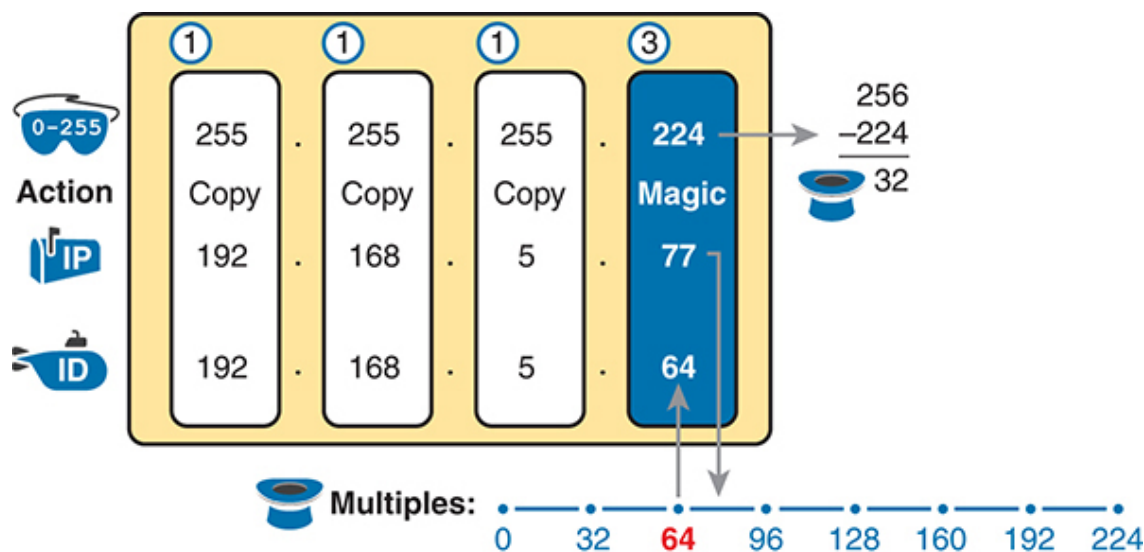 1 1 1 3
0-255 255 . 255 . 255 . 224 256
–224
Action Copy Copy Copy Magic 32
IP 192 . 168 . 5 . 77
ID 192 . 168 . 5 . 64
Multiples:
0 32 64 96 128 160 192 224